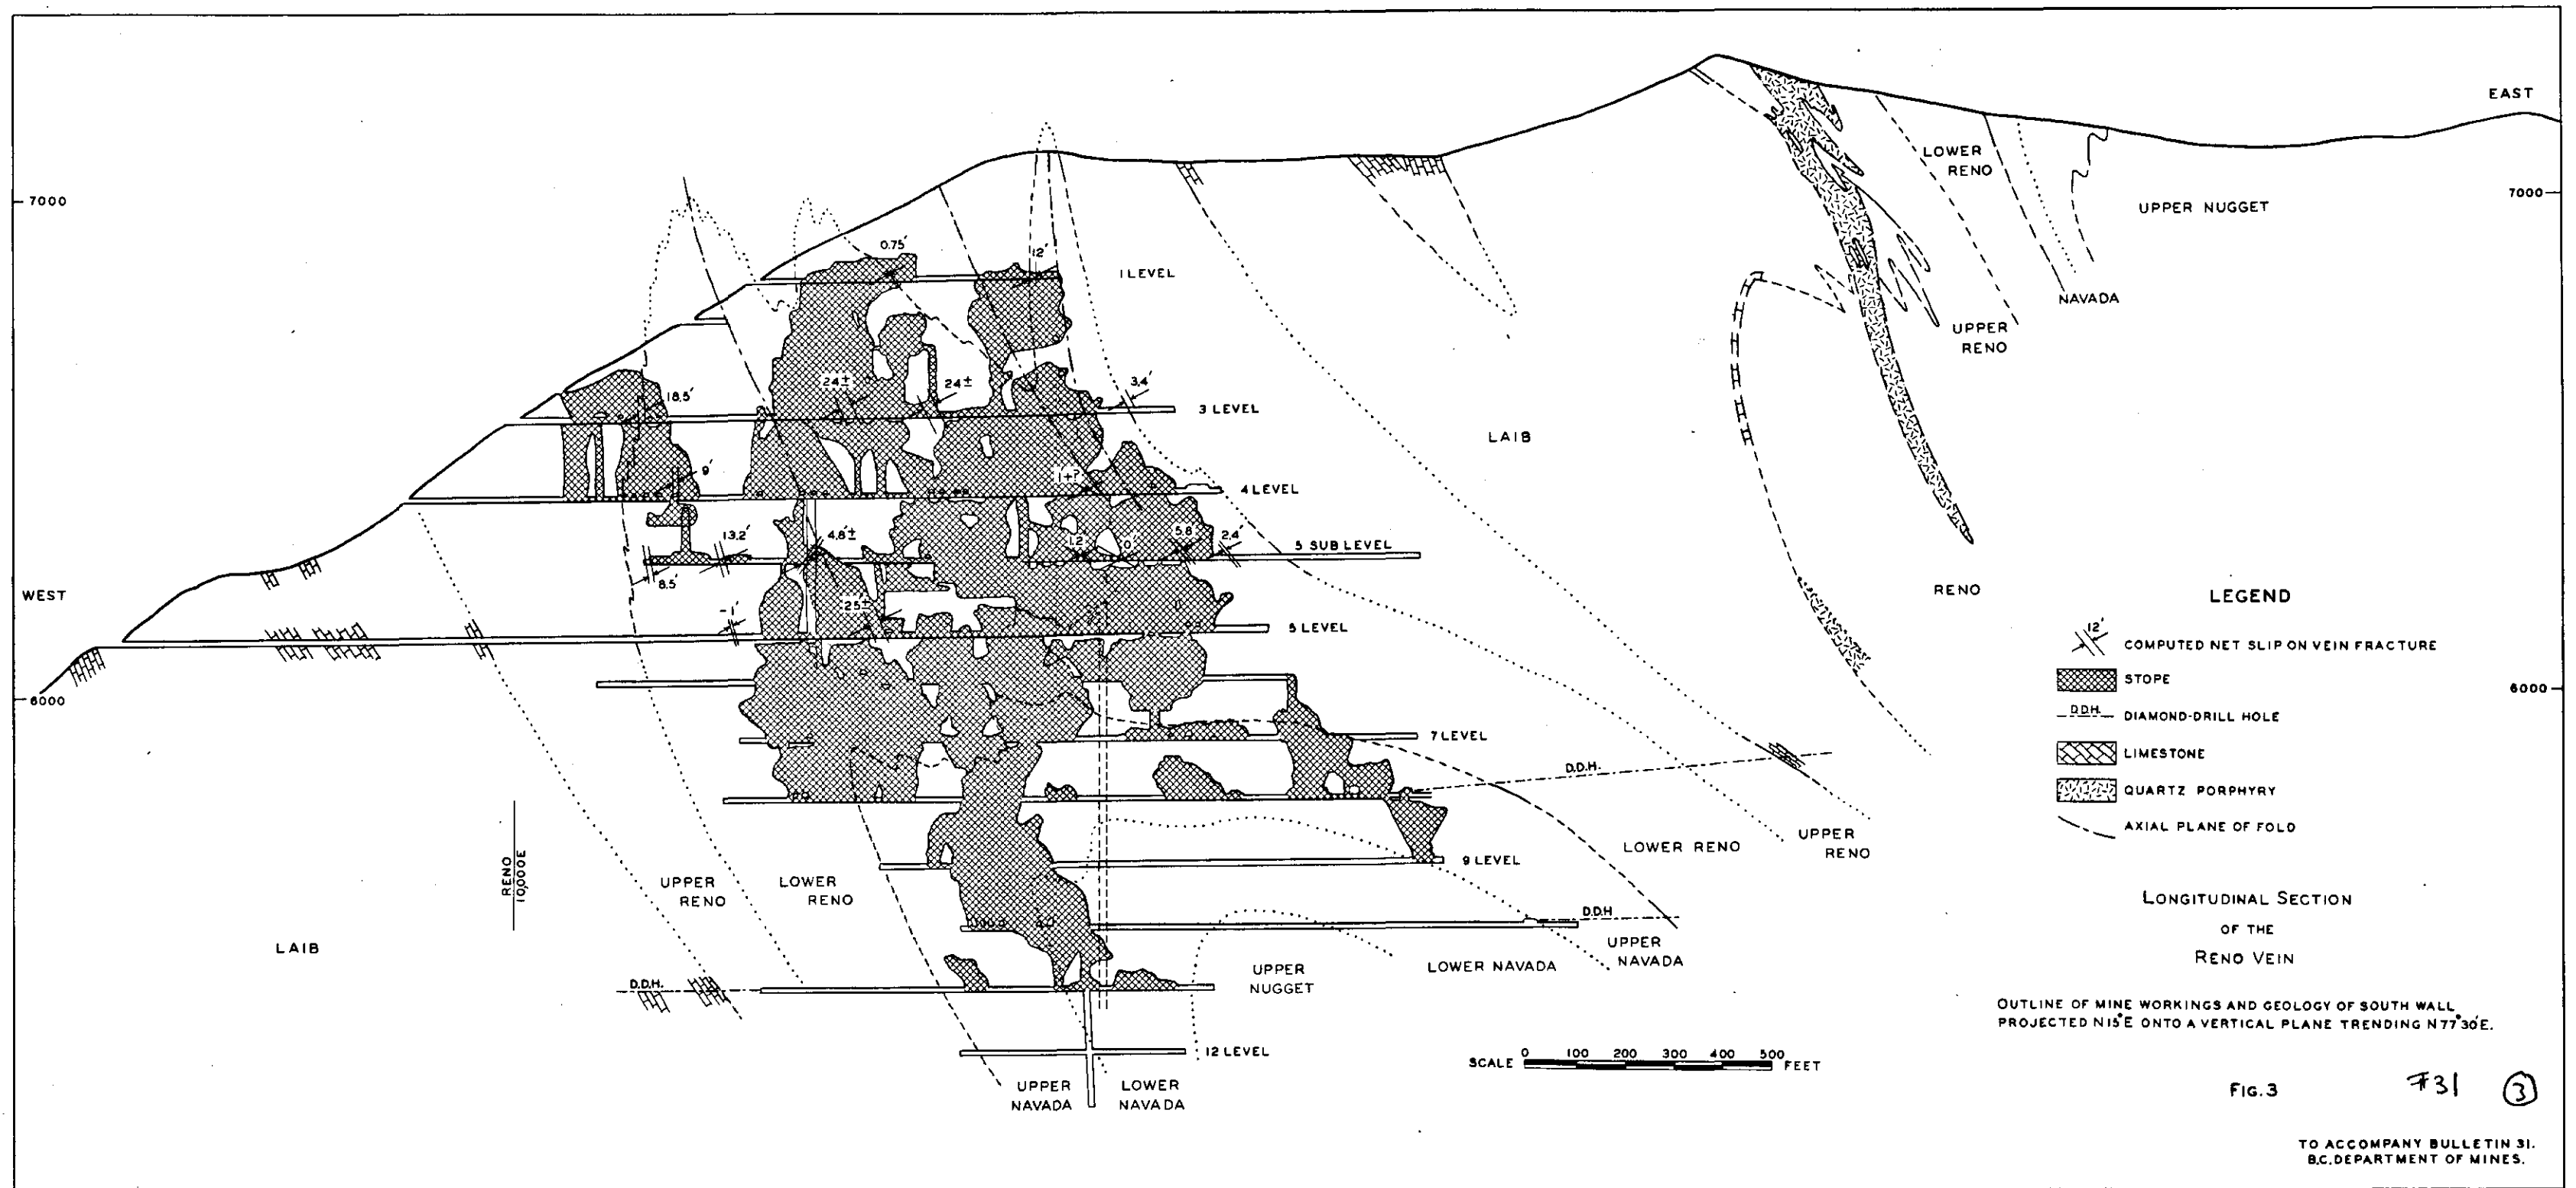 EAST
7000
7000
LOWER
RENO
UPPER NUGGET
0.75'
12'
1 LEVEL
NAVADA
UPPER
RENO
24±
24±
3.4'
18.5'
3 LEVEL
LAIB
9'
1+?
4 LEVEL
13.2'
4.8'±
1.2'
0'
5.8
2.4'
5 SUB LEVEL
8.5'
WEST
RENO
LEGEND
-1'
25±
5 LEVEL
12'
COMPUTED NET SLIP ON VEIN FRACTURE
STOPE
6000
6000
D.D.H.
DIAMOND-DRILL HOLE
7 LEVEL
LIMESTONE
D.D.H.
QUARTZ PORPHYRY
AXIAL PLANE OF FOLD
RENO
10,000E
UPPER
RENO
LOWER
RENO
9 LEVEL
LOWER RENO
UPPER
RENO
LONGITUDINAL SECTION
OF THE
RENO VEIN
D.D.H
LAIB
UPPER
NUGGET
LOWER NAVADA
UPPER
NAVADA
D.D.H.
OUTLINE OF MINE WORKINGS AND GEOLOGY OF SOUTH WALL
PROJECTED N15°E ONTO A VERTICAL PLANE TRENDING N77°30'E.
12 LEVEL
SCALE 0 100 200 300 400 500 FEET
UPPER
NAVADA
LOWER
NAVADA
FIG. 3
#31
3
TO ACCOMPANY BULLETIN 31.
B.C. DEPARTMENT OF MINES.